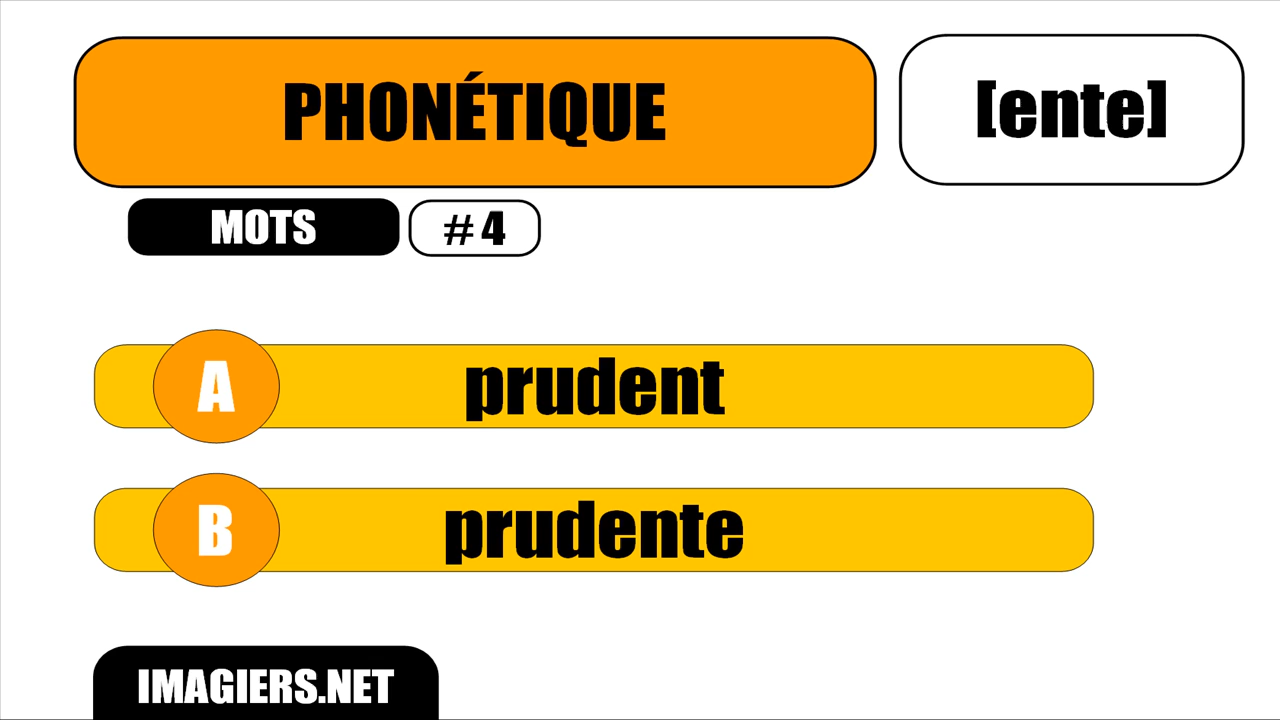 PHONÉTIQUE
[ente]
MOTS
# 4
A
prudent
B
prudente
IMAGIERS.NET